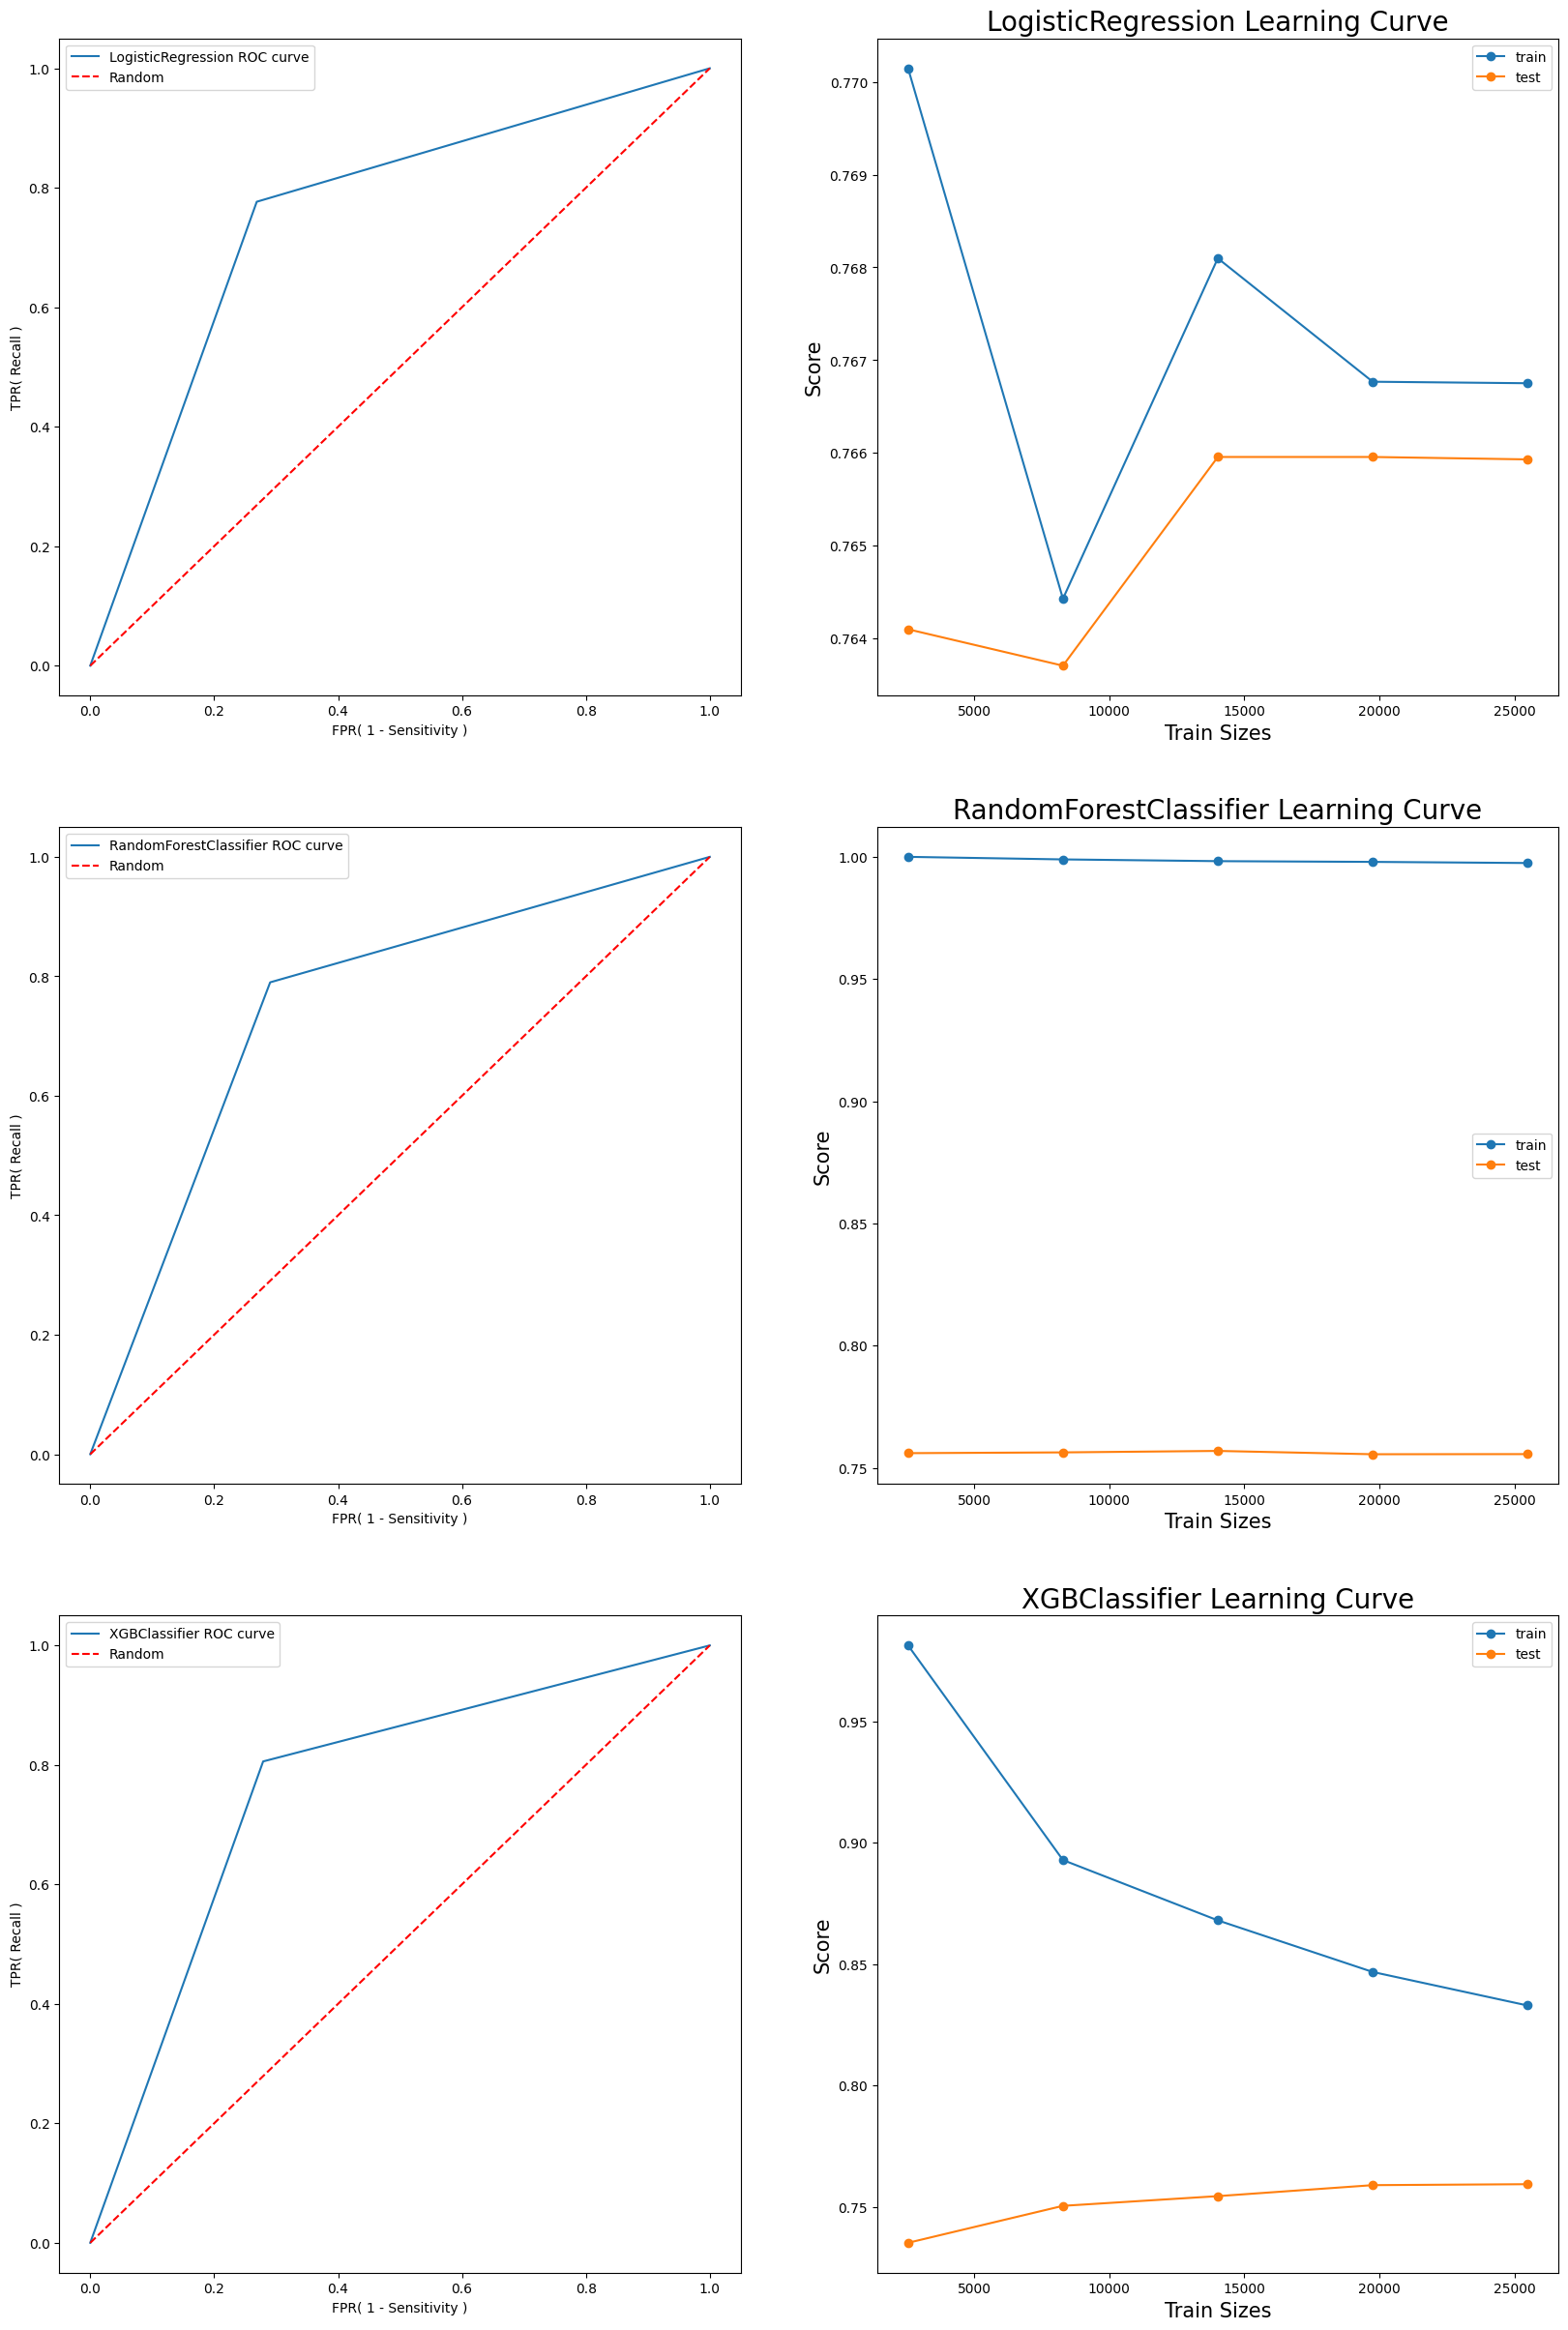 LogisticRegression ROC curve
Random
1.0
0.8
0.6
0.4
0.2
0.0
TPR( Recall )
0.0 0.2 0.4 0.6 0.8 1.0
FPR( 1 - Sensitivity )
LogisticRegression Learning Curve
train
test
0.770
0.769
0.768
0.767
0.766
0.765
0.764
Score
5000 10000 15000 20000 25000
Train Sizes
RandomForestClassifier ROC curve
Random
1.0
0.8
0.6
0.4
0.2
0.0
TPR( Recall )
0.0 0.2 0.4 0.6 0.8 1.0
FPR( 1 - Sensitivity )
RandomForestClassifier Learning Curve
1.00
0.95
0.90
0.85
0.80
0.75
train
test
Score
5000 10000 15000 20000 25000
Train Sizes
XGBClassifier ROC curve
Random
1.0
0.8
0.6
0.4
0.2
0.0
TPR( Recall )
0.0 0.2 0.4 0.6 0.8 1.0
FPR( 1 - Sensitivity )
XGBClassifier Learning Curve
train
test
0.95
0.90
0.85
0.80
0.75
Score
5000 10000 15000 20000 25000
Train Sizes